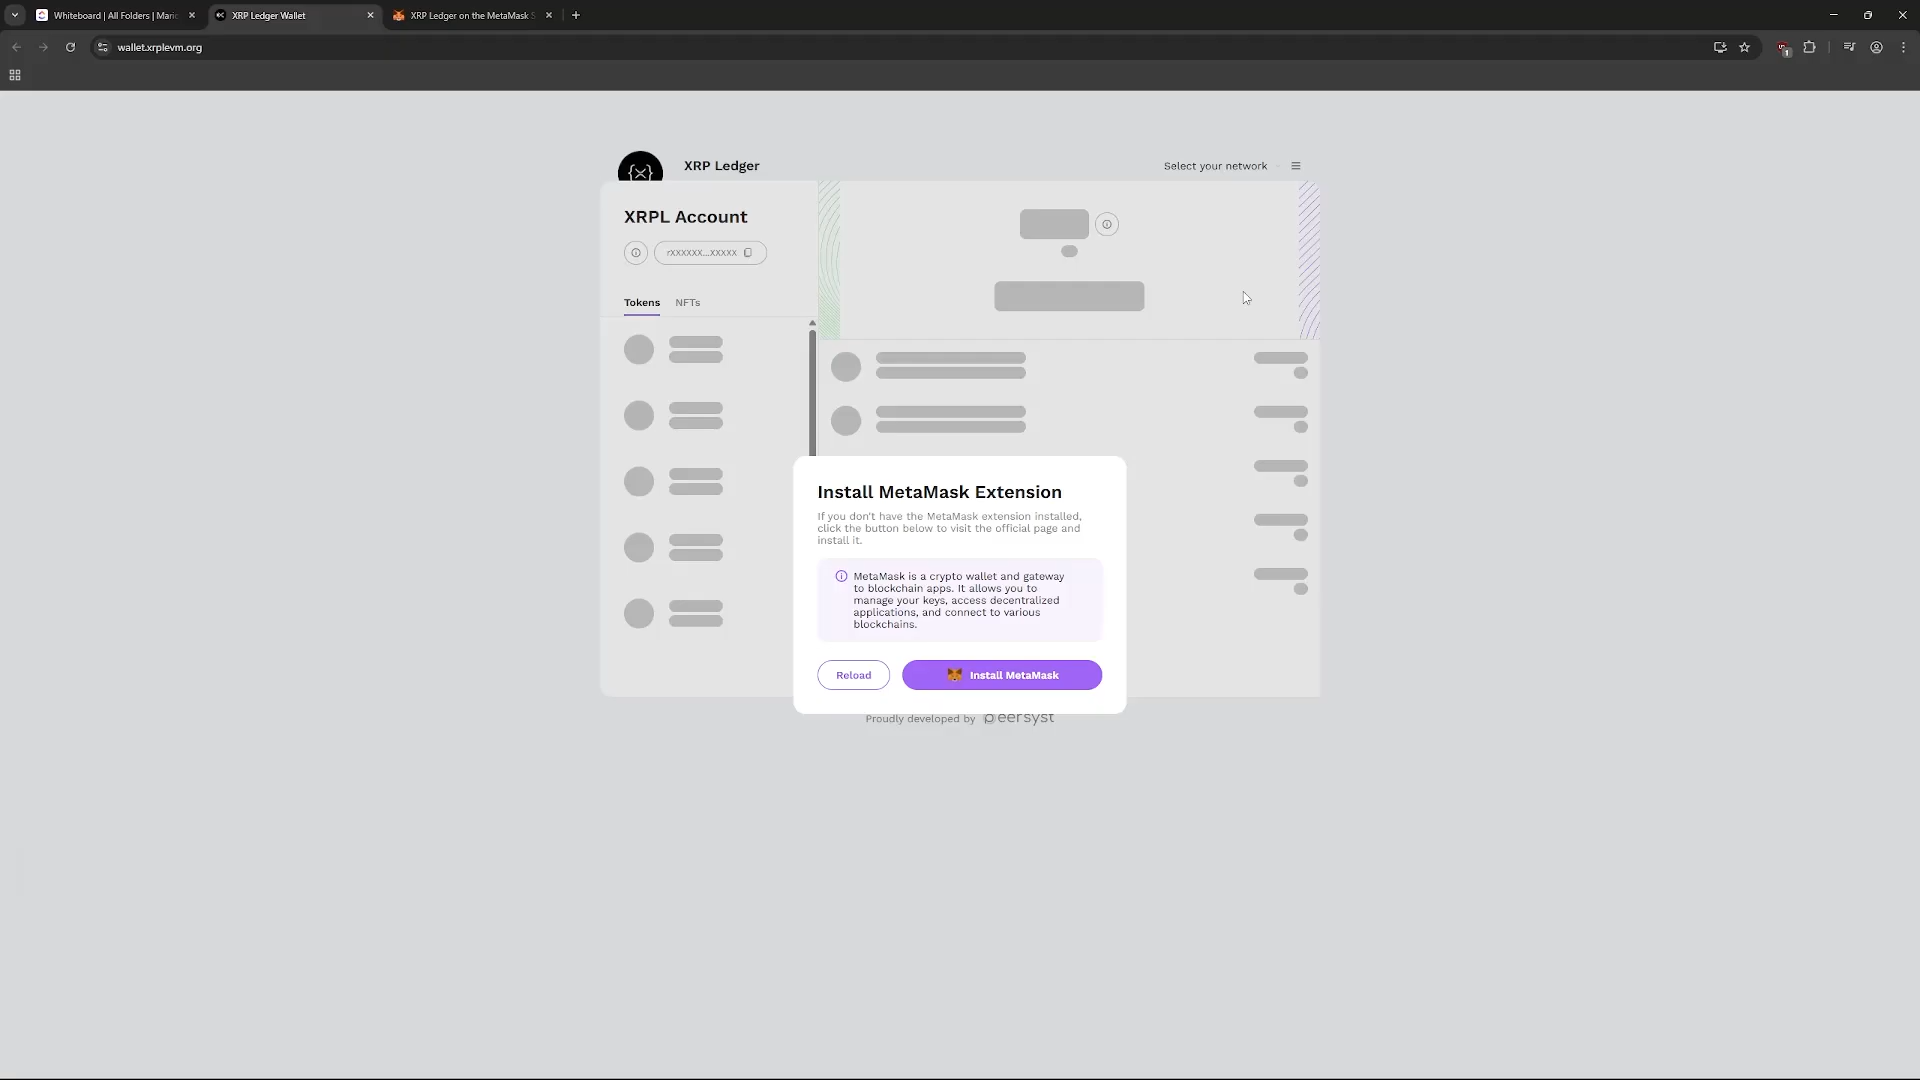 Whiteboard | All Folders | Maric
XRP Ledger Wallet
XRP Ledger on the MetaMask S
wallet.xrplevm.org
1
XRP Ledger
Select your network
XRPL Account
rXXXXXX...XXXXX
Tokens
NFTs
Install MetaMask Extension
If you don't have the MetaMask extension installed,
click the button below to visit the official page and
install it.
MetaMask is a crypto wallet and gateway
to blockchain apps. It allows you to
manage your keys, access decentralized
applications, and connect to various
blockchains.
Reload
Install MetaMask
Proudly developed by peersyst